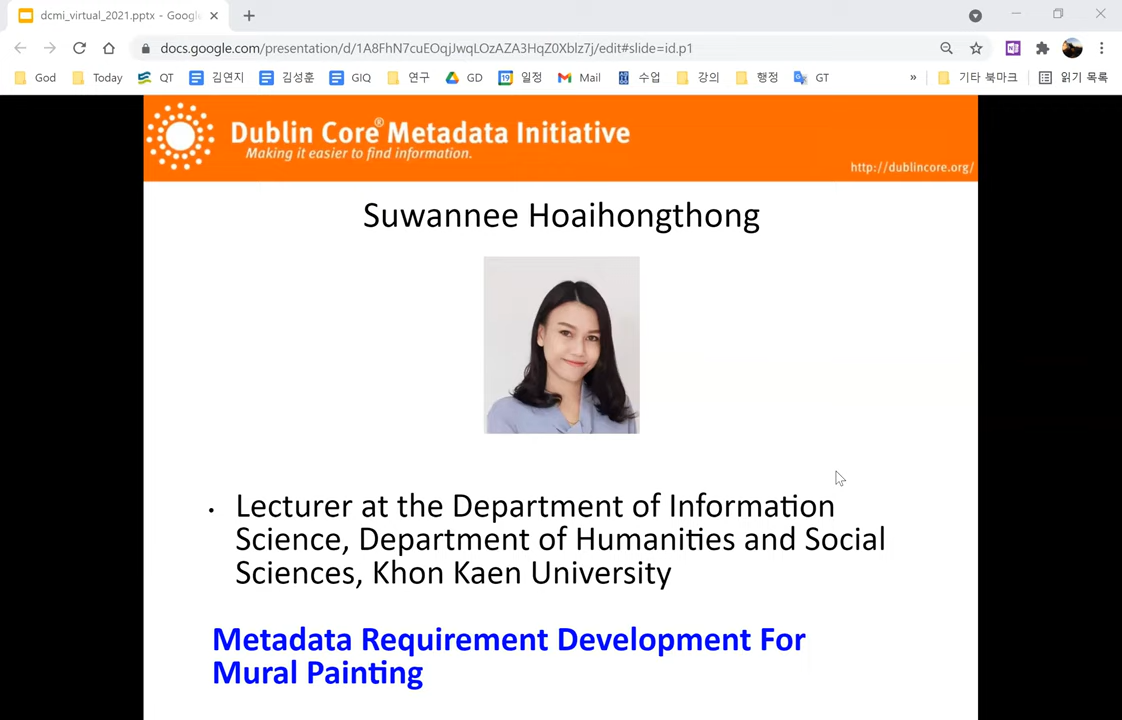 dcmi_virtual_2021.pptx - Google
docs.google.com/presentation/d/1A8FhN7cuEOqjJwqLOzAZA3HqZ0Xblz7j/edit#slide=id.p1
God Today QT 김연지 김성훈 GIQ 연구 GD 19 일정 Mail 수업 강의 행정 GT » 기타 북마크 읽기 목록
Dublin Core® Metadata Initiative
Making it easier to find information.
http://dublincore.org/
Suwannee Hoaihongthong
• Lecturer at the Department of Information
Science, Department of Humanities and Social
Sciences, Khon Kaen University
Metadata Requirement Development For
Mural Painting